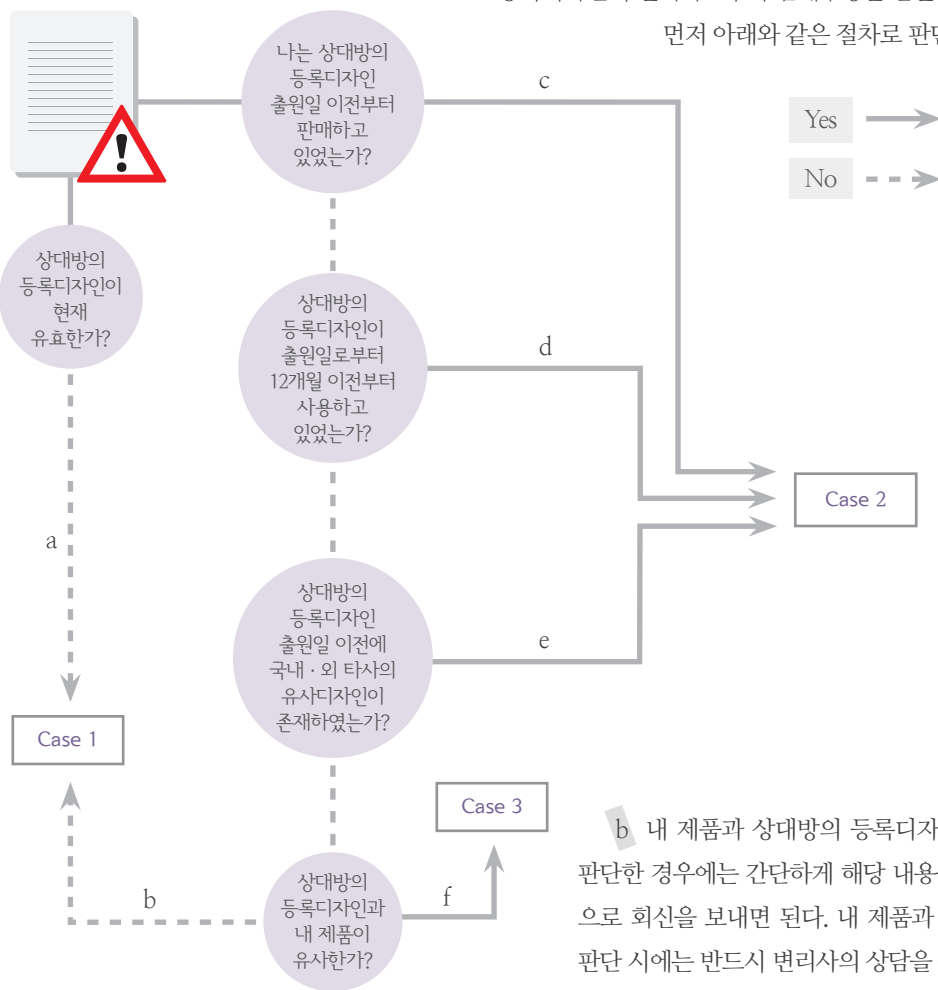 먼저 아래와 같은 절차로 판단
Yes
No
나는 상대방의
등록디자인
출원일 이전부터
판매하고
있었는가?
c
상대방의
등록디자인이
현재
유효한가?
상대방의
등록디자인이
출원일로부터
12개월 이전부터
사용하고
있었는가?
d
Case 2
a
상대방의
등록디자인
출원일 이전에
국내 · 외 타사의
유사디자인이
존재하였는가?
e
Case 1
Case 3
상대방의
등록디자인과
내 제품이
유사한가?
b
f
b 내 제품과 상대방의 등록디자
판단한 경우에는 간단하게 해당 내용
으로 회신을 보내면 된다. 내 제품과
판단 시에는 반드시 변리사의 상담을